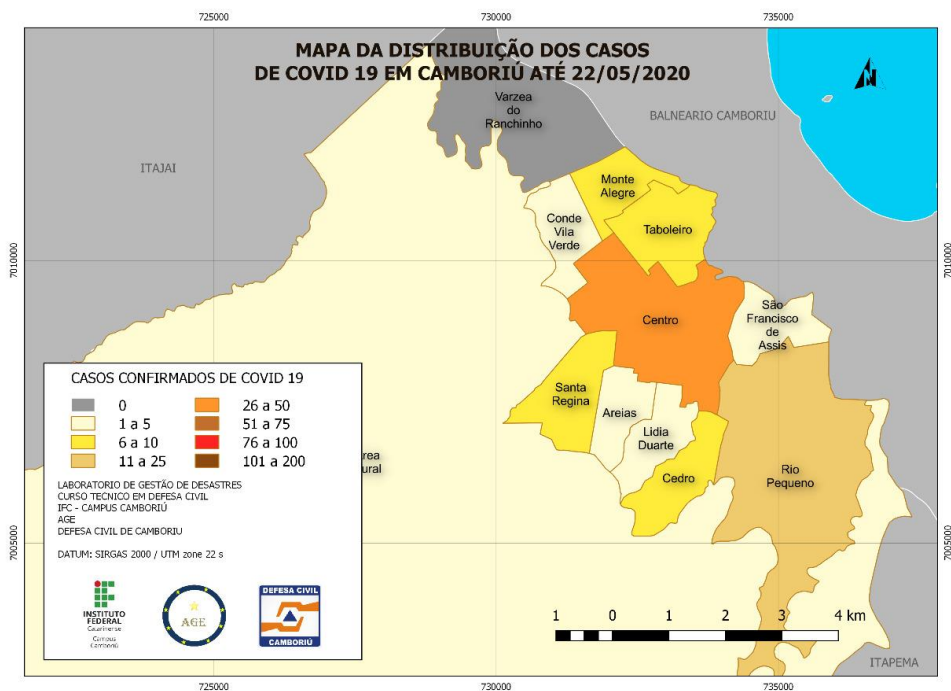 725000
730000
735000
MAPA DA DISTRIBUIÇÃO DOS CASOS
DE COVID 19 EM CAMBORIÚ ATÉ 22/05/2020
N
Varzea
do
Ranchinho
BALNEARIO CAMBORIU
ITAJAI
Monte
Alegre
Conde
Vila
Verde
Taboleiro
7010000
7010000
São
Francisco
de
Assis
Centro
Santa
Regina
Areias
Lidia
Duarte
Cedro
Rio
Pequeno
CASOS CONFIRMADOS DE COVID 19
0
1 a 5
6 a 10
11 a 25
26 a 50
51 a 75
76 a 100
101 a 200
rea
ural
LABORATORIO DE GESTÃO DE DESASTRES
CURSO TECNICO EM DEFESA CIVIL
IFC - CAMPUS CAMBORIÚ
AGE
DEFESA CIVIL DE CAMBORIU
DATUM: SIRGAS 2000 / UTM zone 22 s
7005000
7005000
INSTITUTO
FEDERAL
Catarinense
Câmpus
Camboriú
AGE
DEFESA CIVIL
CAMBORIÚ
1 0 1 2 3 4 km
ITAPEMA
725000
730000
735000